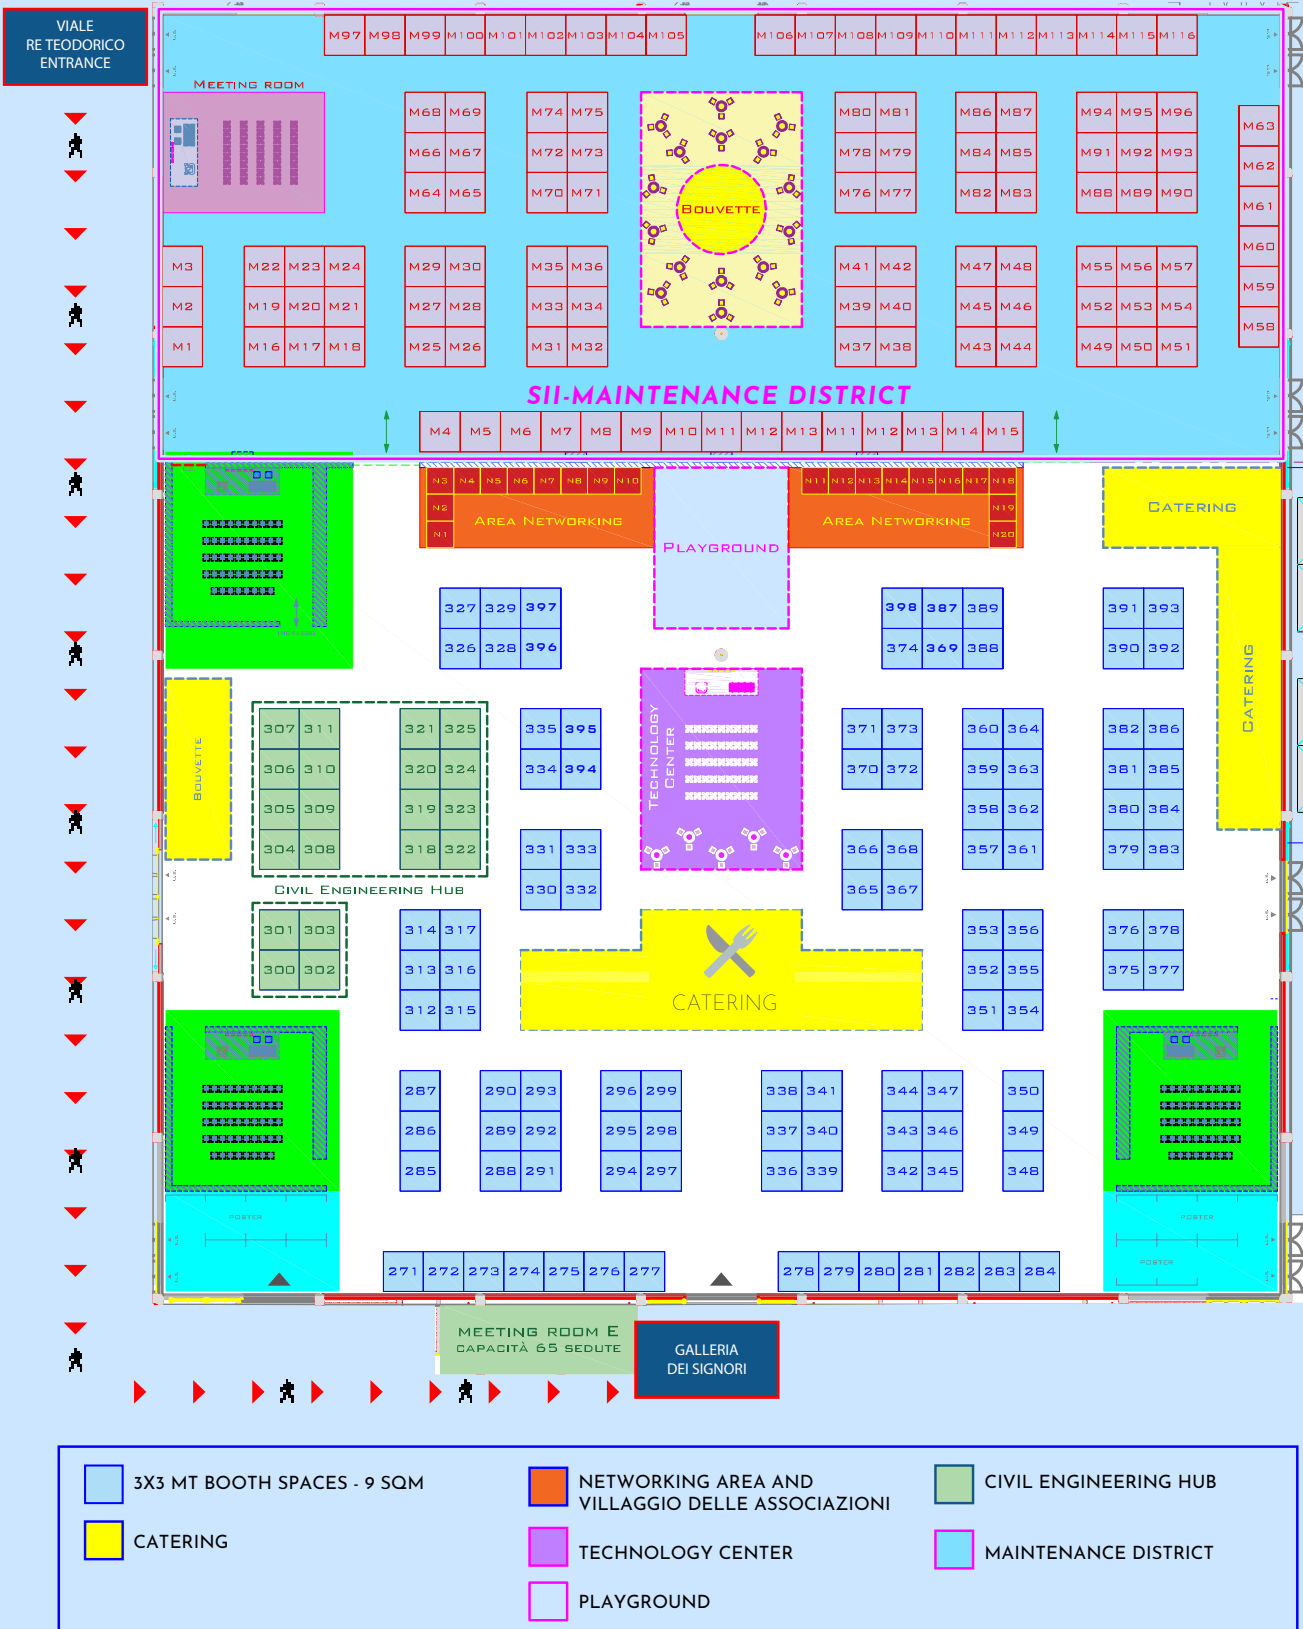 VIALE
RE TEODORICO
ENTRANCE
M97 M98 M99 M100 M101 M102 M103 M104 M105 M106 M107 M108 M109 M110 M111 M112 M113 M114 M115 M116
MEETING ROOM
M68 M69 M74 M75 M80 M81 M86 M87 M94 M95 M96
M63
M66 M67 M72 M73 M78 M79 M84 M85 M91 M92 M93
M62
M64 M65 M70 M71 M76 M77 M82 M83 M88 M89 M90
M61
BOUVETTE
M60
M3 M22 M23 M24 M29 M30 M35 M36 M41 M42 M47 M48 M55 M56 M57
M59
M2 M19 M20 M21 M27 M28 M33 M34 M39 M40 M45 M46 M52 M53 M54
M58
M1 M16 M17 M18 M25 M26 M31 M32 M37 M38 M43 M44 M49 M50 M51
SII-MAINTENANCE DISTRICT
M4 M5 M6 M7 M8 M9 M10 M11 M12 M13 M11 M12 M13 M14 M15
N3 N4 N5 N6 N7 N8 N9 N10 N11 N12 N13 N14 N15 N16 N17 N18
N2 N19
N1 N20
AREA NETWORKING
AREA NETWORKING
CATERING
PLAYGROUND
327 329 397 398 387 389 391 393
326 328 396 374 369 388 390 392
CATERING
TECHNOLOGY
CENTER
BOUVETTE
307 311 321 325 335 395 371 373 360 364 382 386
306 310 320 324 334 394 370 372 359 363 381 385
305 309 319 323 358 362 380 384
304 308 318 322 331 333 366 368 357 361 379 383
330 332 365 367
CIVIL ENGINEERING HUB
301 303 314 317 353 356 376 378
300 302 313 316 352 355 375 377
312 315 351 354
CATERING
287 290 293 296 299 338 341 344 347 350
286 289 292 295 298 337 340 343 346 349
285 288 291 294 297 336 339 342 345 348
POSTER
POSTER
POSTER
271 272 273 274 275 276 277 278 279 280 281 282 283 284
MEETING ROOM E
CAPACITÀ 65 SEDUTE
GALLERIA
DEI SIGNORI
3X3 MT BOOTH SPACES - 9 SQM
CATERING
NETWORKING AREA AND
VILLAGGIO DELLE ASSOCIAZIONI
TECHNOLOGY CENTER
PLAYGROUND
CIVIL ENGINEERING HUB
MAINTENANCE DISTRICT